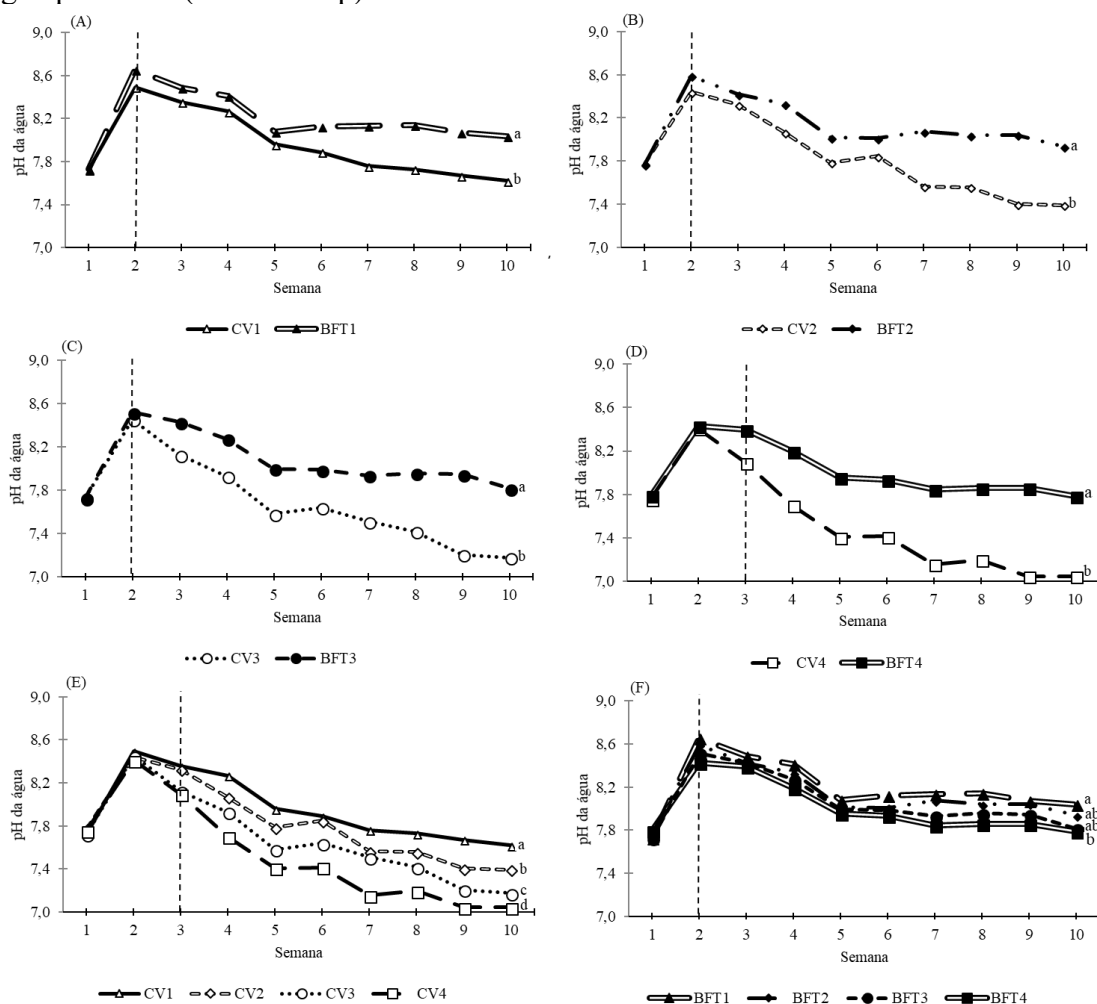 (A)
pH da água
9,0
8,6
8,2
7,8
7,4
7,0
a
b
1 2 3 4 5 6 7 8 9 10
Semana
CV1 BFT1
(B)
pH da água
9,0
8,6
8,2
7,8
7,4
7,0
a
b
1 2 3 4 5 6 7 8 9 10
Semana
CV2 BFT2
(C)
pH da água
9,0
8,6
8,2
7,8
7,4
7,0
a
b
1 2 3 4 5 6 7 8 9 10
Semana
CV3 BFT3
(D)
pH da água
9,0
8,6
8,2
7,8
7,4
7,0
a
b
1 2 3 4 5 6 7 8 9 10
Semana
CV4 BFT4
(E)
pH da água
9,0
8,6
8,2
7,8
7,4
7,0
a
b
c
d
1 2 3 4 5 6 7 8 9 10
Semana
CV1 CV2 CV3 CV4
(F)
pH da água
9,0
8,6
8,2
7,8
7,4
7,0
a
ab
ab
b
1 2 3 4 5 6 7 8 9 10
Semana
BFT1 BFT2 BFT3 BFT4